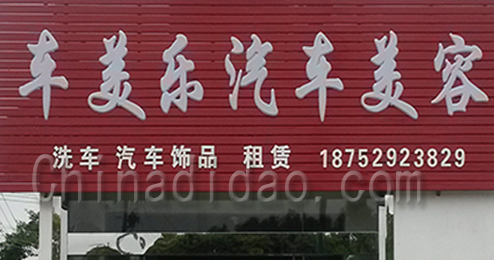 车美乐汽车美容
洗车 汽车饰品 租赁 18752923829
Chinadidao.com